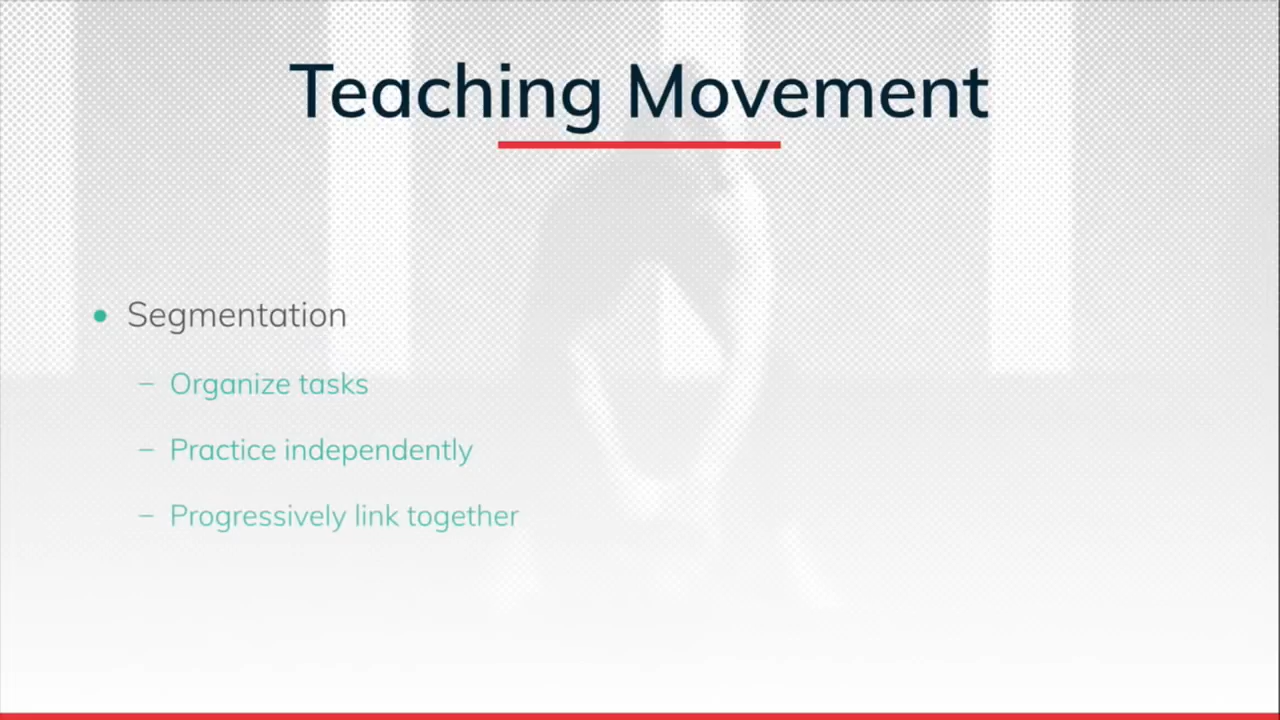 Teaching Movement
• Segmentation
– Organize tasks
– Practice independently
– Progressively link together